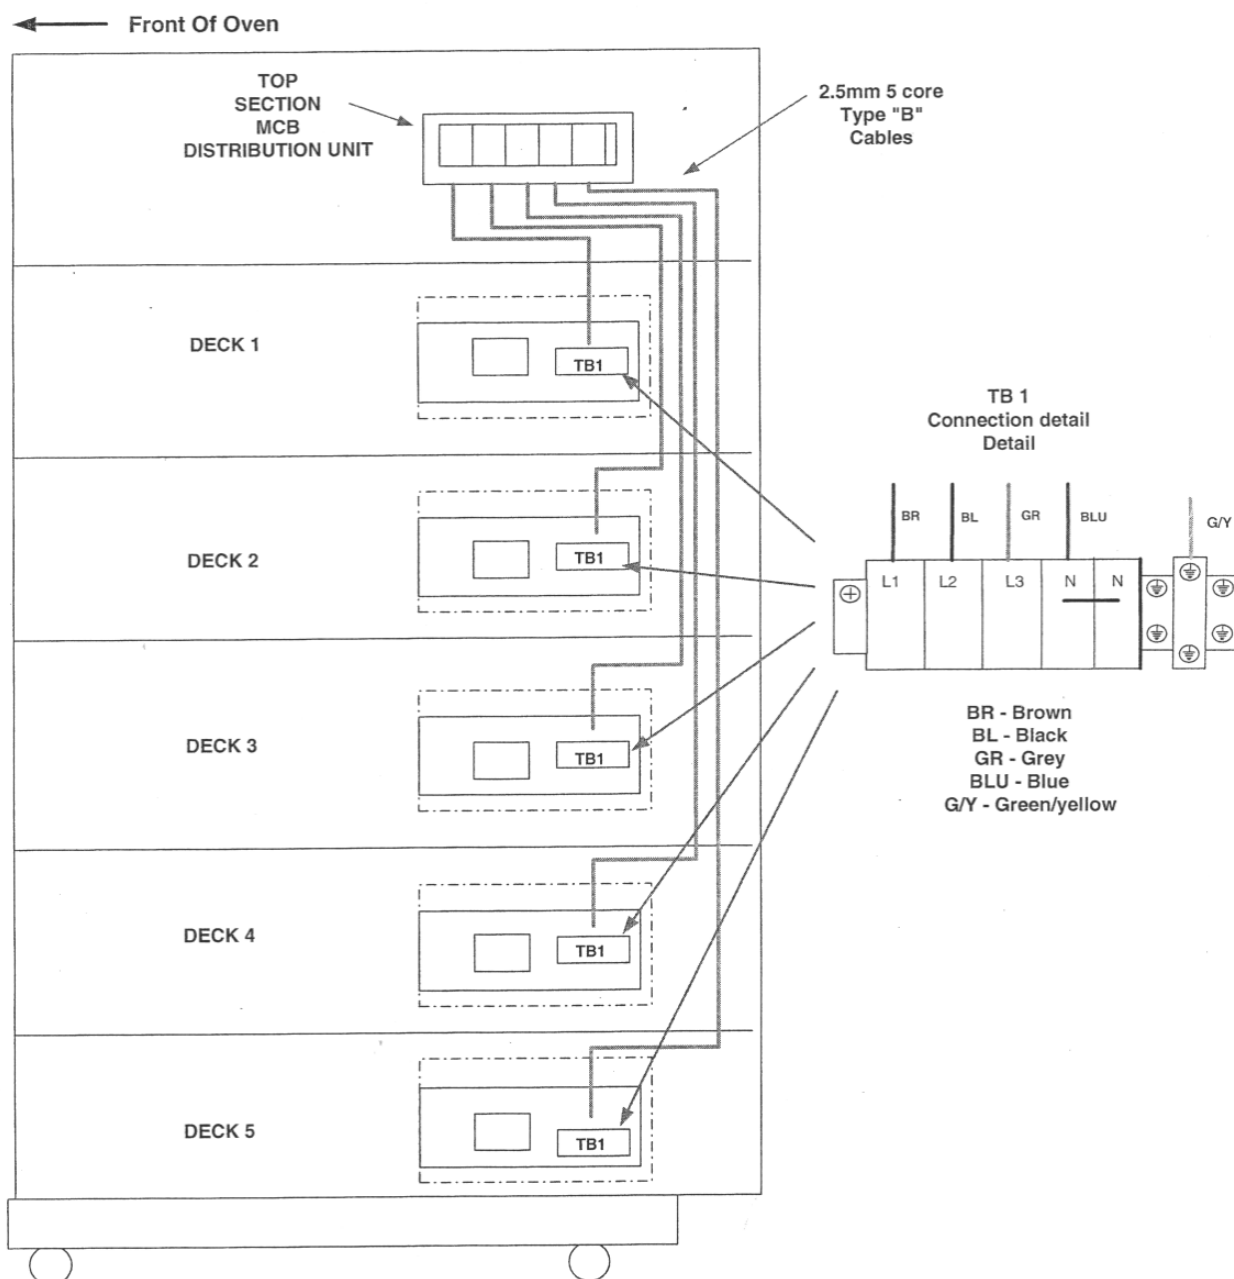 Front Of Oven
TOP
SECTION
MCB
DISTRIBUTION UNIT
2.5mm 5 core
Type "B"
Cables
DECK 1
TB1
DECK 2
TB1
DECK 3
TB1
DECK 4
TB1
DECK 5
TB1
TB 1
Connection detail
Detail
BR
BL
GR
BLU
G/Y
L1
L2
L3
N
N
BR - Brown
BL - Black
GR - Grey
BLU - Blue
G/Y - Green/yellow